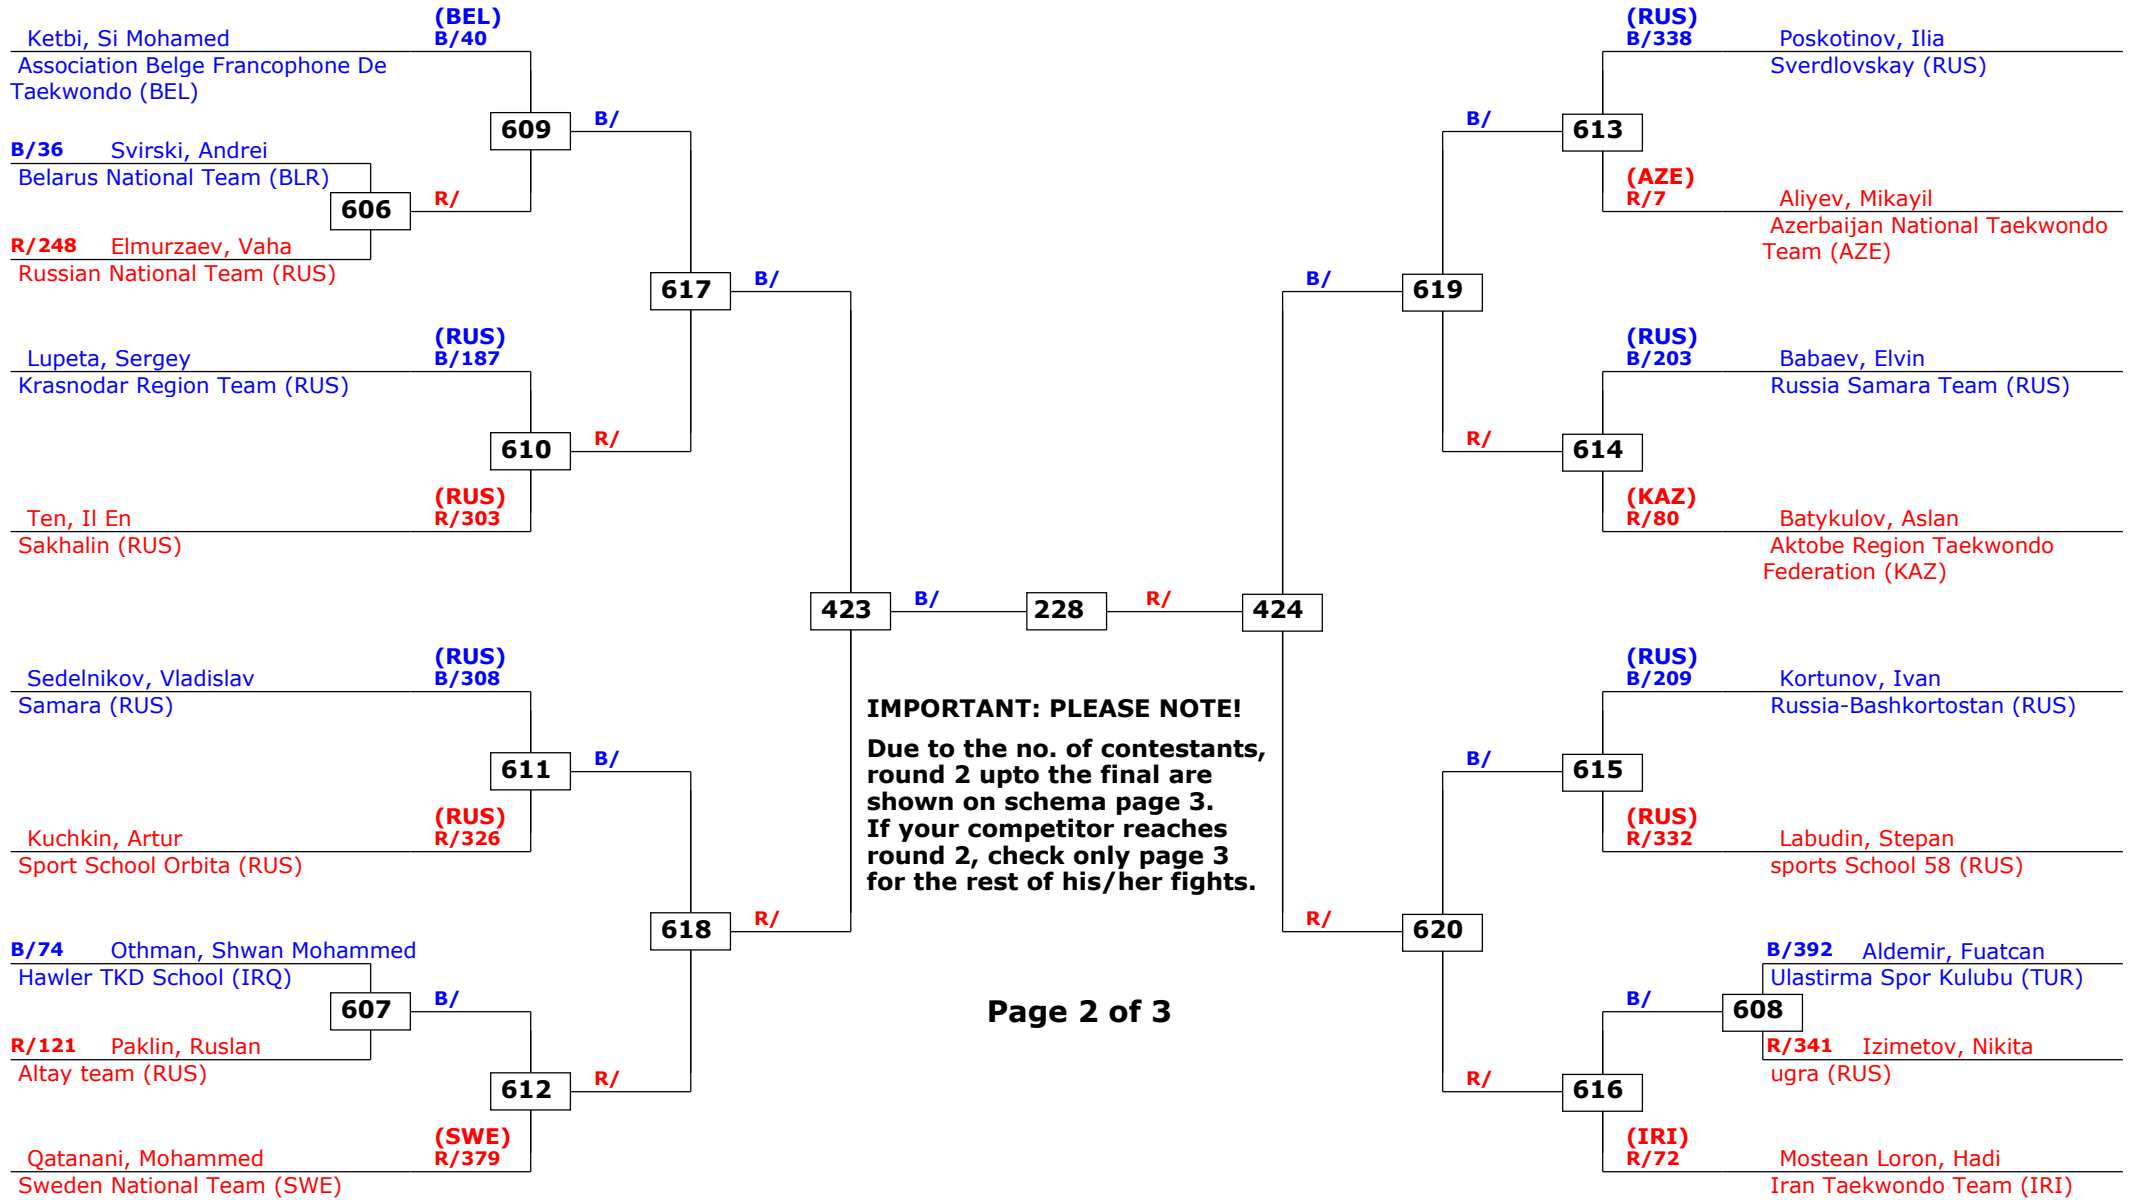 (BEL)
Ketbi, Si Mohamed B/40
Association Belge Francophone De
Taekwondo (BEL)
609 B/
B/36 Svirski, Andrei
Belarus National Team (BLR)
606 R/
R/248 Elmurzaev, Vaha
Russian National Team (RUS)
617 B/
(RUS)
Lupeta, Sergey B/187
Krasnodar Region Team (RUS)
610 R/
(RUS)
Ten, Il En R/303
Sakhalin (RUS)
423 B/ 228 R/ 424
(RUS)
Sedelnikov, Vladislav B/308
Samara (RUS)
611 B/
(RUS)
Kuchkin, Artur R/326
Sport School Orbita (RUS)
618 R/
B/74 Othman, Shwan Mohammed
Hawler TKD School (IRQ)
607 B/
R/121 Paklin, Ruslan
Altay team (RUS)
612 R/
(SWE)
Qatanani, Mohammed R/379
Sweden National Team (SWE)
IMPORTANT: PLEASE NOTE!
Due to the no. of contestants,
round 2 upto the final are
shown on schema page 3.
If your competitor reaches
round 2, check only page 3
for the rest of his/her fights.
Page 2 of 3
(RUS)
B/338 Poskotinov, Ilia
Sverdlovskay (RUS)
B/ 613
(AZE)
R/7 Aliyev, Mikayil
Azerbaijan National Taekwondo
Team (AZE)
B/ 619
(RUS)
B/203 Babaev, Elvin
Russia Samara Team (RUS)
R/ 614
(KAZ)
R/80 Batykulov, Aslan
Aktobe Region Taekwondo
Federation (KAZ)
(RUS)
B/209 Kortunov, Ivan
Russia-Bashkortostan (RUS)
B/ 615
(RUS)
R/332 Labudin, Stepan
sports School 58 (RUS)
R/ 620
B/392 Aldemir, Fuatcan
Ulastirma Spor Kulubu (TUR)
B/ 608
R/341 Izimetov, Nikita
ugra (RUS)
R/ 616
(IRI)
R/72 Mostean Loron, Hadi
Iran Taekwondo Team (IRI)